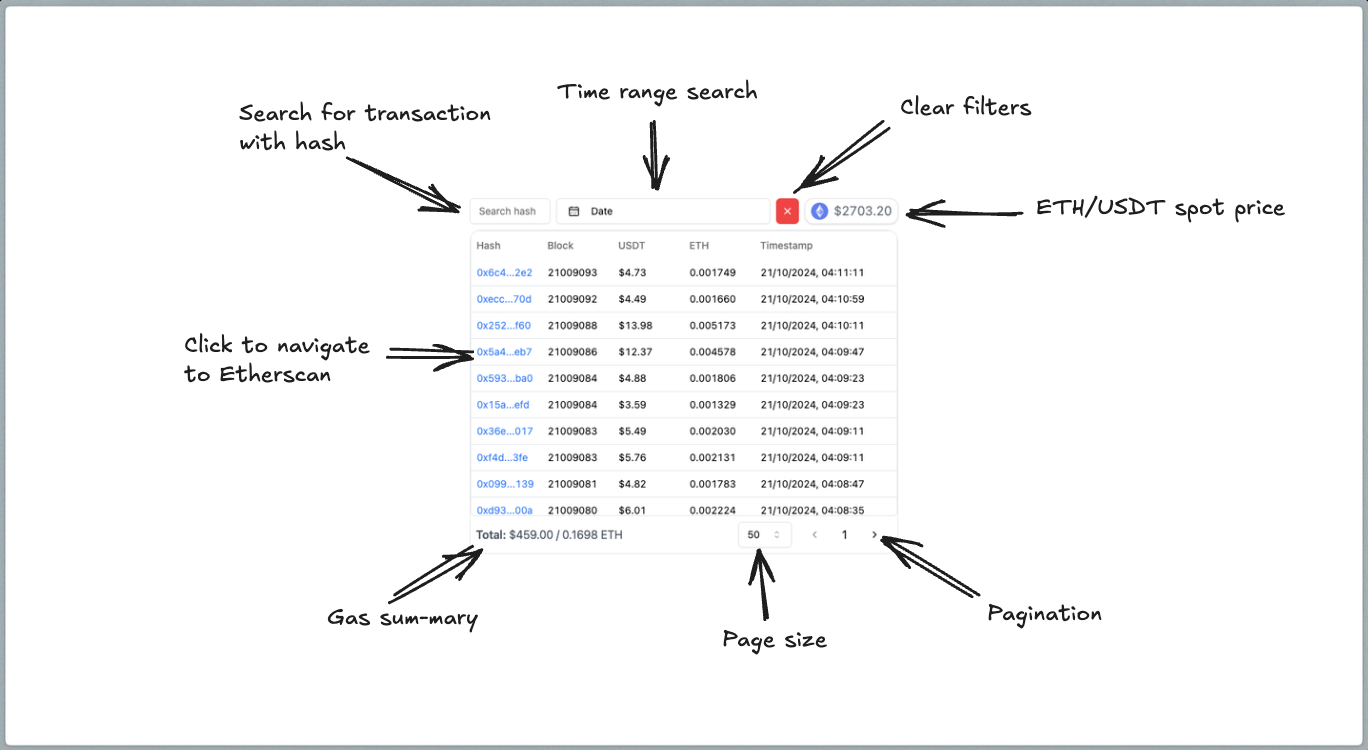 Time range search
Search for transaction
with hash
Clear filters
ETH/USDT spot price
Search hash
Date
$2703.20
Hash Block USDT ETH Timestamp
0x6c4...2e2 21009093 $4.73 0.001749 21/10/2024, 04:11:11
0xecc...70d 21009092 $4.49 0.001660 21/10/2024, 04:10:59
0x252...f60 21009088 $13.98 0.005173 21/10/2024, 04:10:11
0x5a4...eb7 21009086 $12.37 0.004578 21/10/2024, 04:09:47
0x593...ba0 21009084 $4.88 0.001806 21/10/2024, 04:09:23
0x15a...efd 21009084 $3.59 0.001329 21/10/2024, 04:09:23
0x36e...017 21009083 $5.49 0.002030 21/10/2024, 04:09:11
0xf4d...3fe 21009083 $5.76 0.002131 21/10/2024, 04:09:11
0x099...139 21009081 $4.82 0.001783 21/10/2024, 04:08:47
0xd93...00a 21009080 $6.01 0.002224 21/10/2024, 04:08:35
Click to navigate
to Etherscan
Total: $459.00 / 0.1698 ETH
50
1
Gas sum-mary
Page size
Pagination